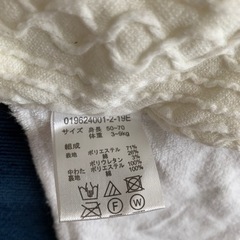 019624001-2-19E
サイズ 身長 50~70
体重 3~9kg
組成 ポリエステル 71%
表地 綿 26%
ポリウレタン 3%
中わた ポリエステル 100%
裏地 綿 100%